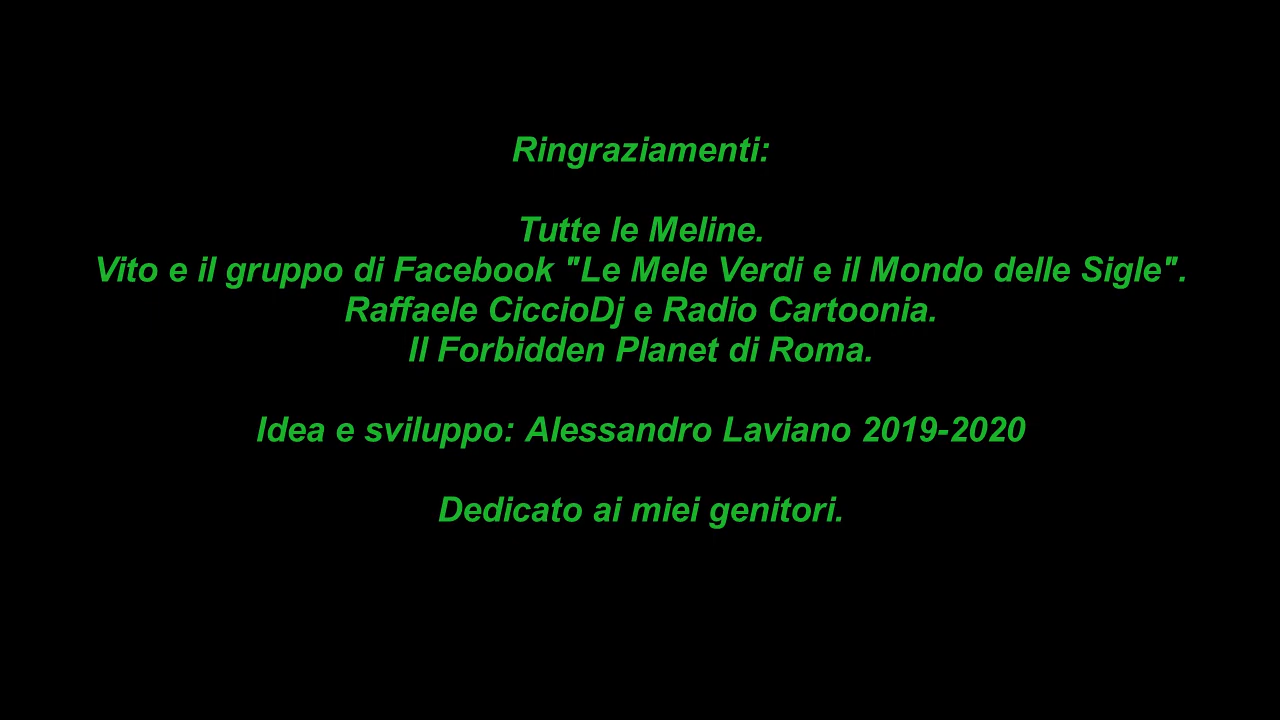 Ringraziamenti:
Tutte le Meline.
Vito e il gruppo di Facebook "Le Mele Verdi e il Mondo delle Sigle".
Raffaele CiccioDj e Radio Cartoonia.
Il Forbidden Planet di Roma.
Idea e sviluppo: Alessandro Laviano 2019-2020
Dedicato ai miei genitori.